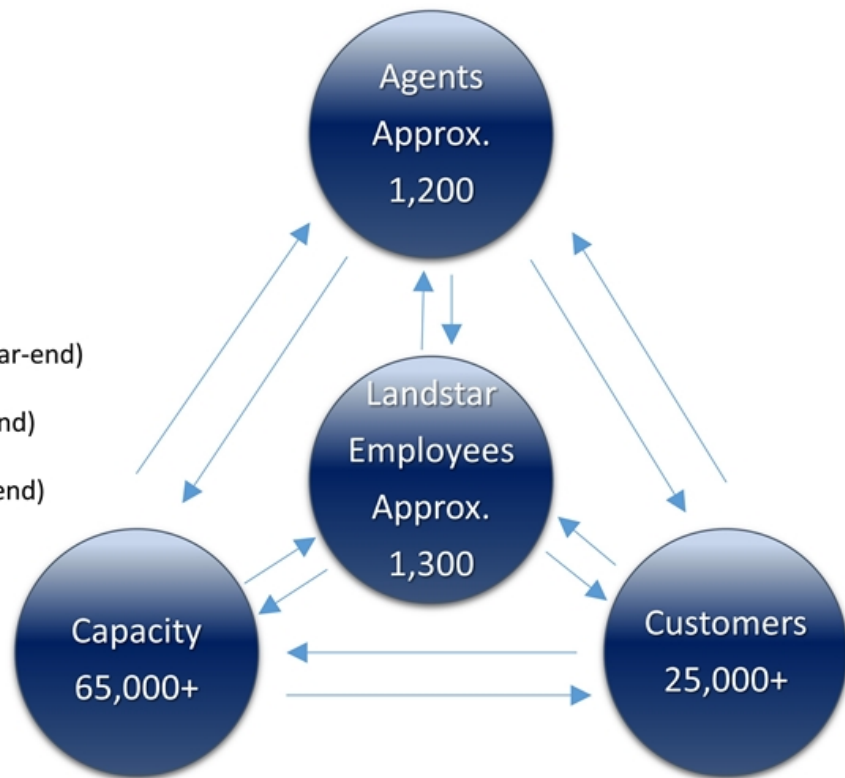 Agents
Approx.
1,200
ar-end)
nd)
end)
Landstar
Employees
Approx.
1,300
Capacity
65,000+
Customers
25,000+